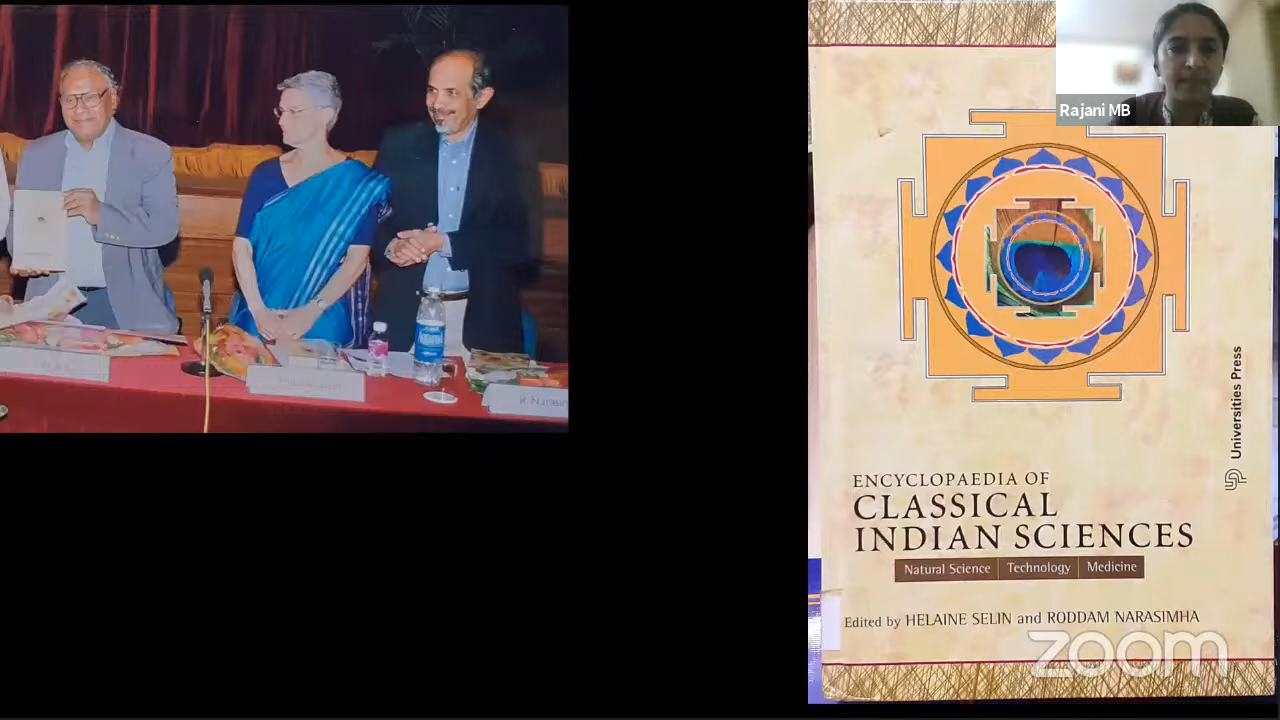 Rajani MB
Universities Press
ENCYCLOPAEDIA OF
CLASSICAL
INDIAN SCIENCES
Natural Science | Technology | Medicine
Edited by HELAINE SELIN and RODDAM NARASIMHA
zoom